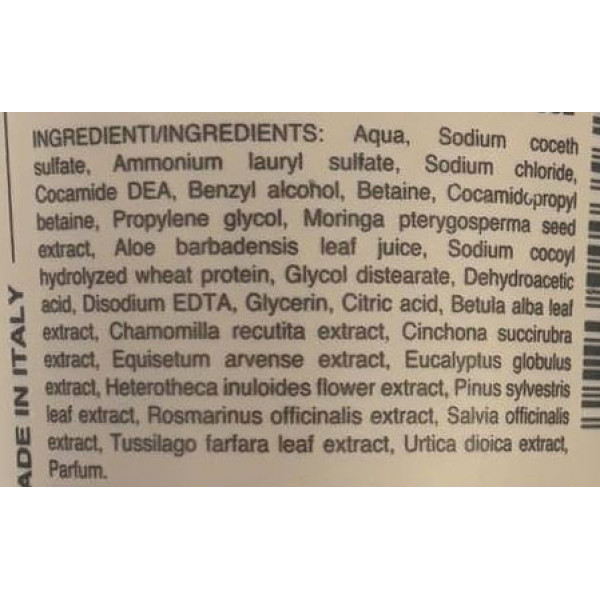 INGREDIENTI/INGREDIENTS: Aqua, Sodium coceth
sulfate, Ammonium lauryl sulfate, Sodium chloride,
Cocamide DEA, Benzyl alcohol, Betaine, Cocamidopropyl
betaine, Propylene glycol, Moringa pterygosperma seed
extract, Aloe barbadensis leaf juice, Sodium cocoyl
hydrolyzed wheat protein, Glycol distearate, Dehydroacetic
acid, Disodium EDTA, Glycerin, Citric acid, Betula alba leaf
extract, Chamomilla recutita extract, Cinchona succirubra
extract, Equisetum arvense extract, Eucalyptus globulus
extract, Heterotheca inuloides flower extract, Pinus sylvestris
leaf extract, Rosmarinus officinalis extract, Salvia officinalis
extract, Tussilago farfara leaf extract, Urtica dioica extract,
Parfum.
ADE IN ITALY